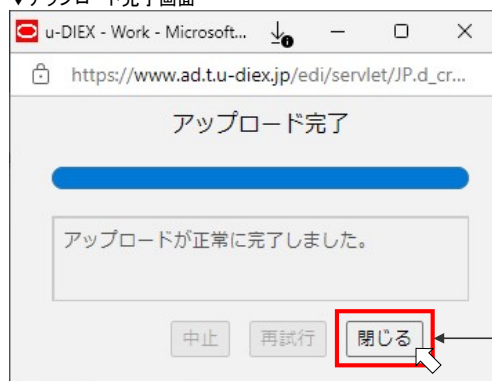 ▼アップロード完了画面
u-DIEX - Work - Microsoft...
https://www.ad.t.u-diex.jp/edi/servlet/JP.d_cr...
アップロード完了
アップロードが正常に完了しました。
中止 再試行 閉じる